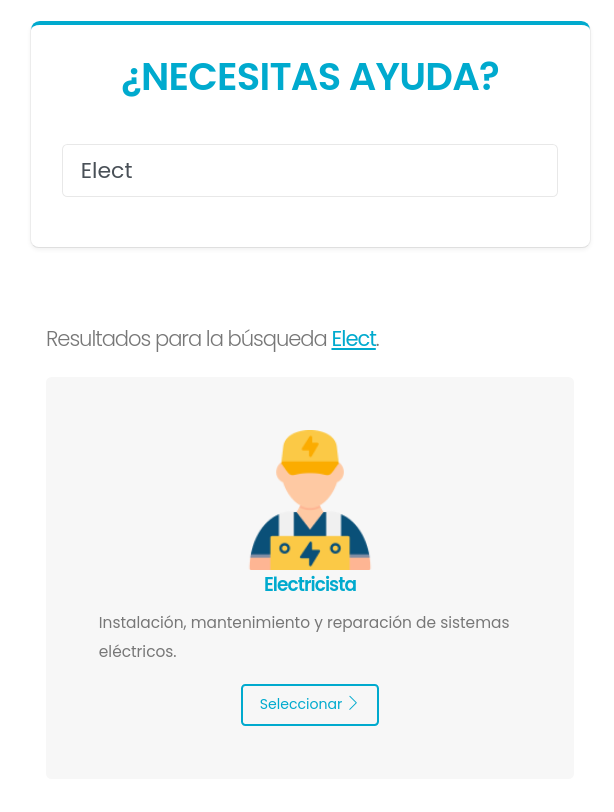 ¿NECESITAS AYUDA?
Elect
Resultados para la búsqueda Elect.
Electricista
Instalación, mantenimiento y reparación de sistemas
eléctricos.
Seleccionar